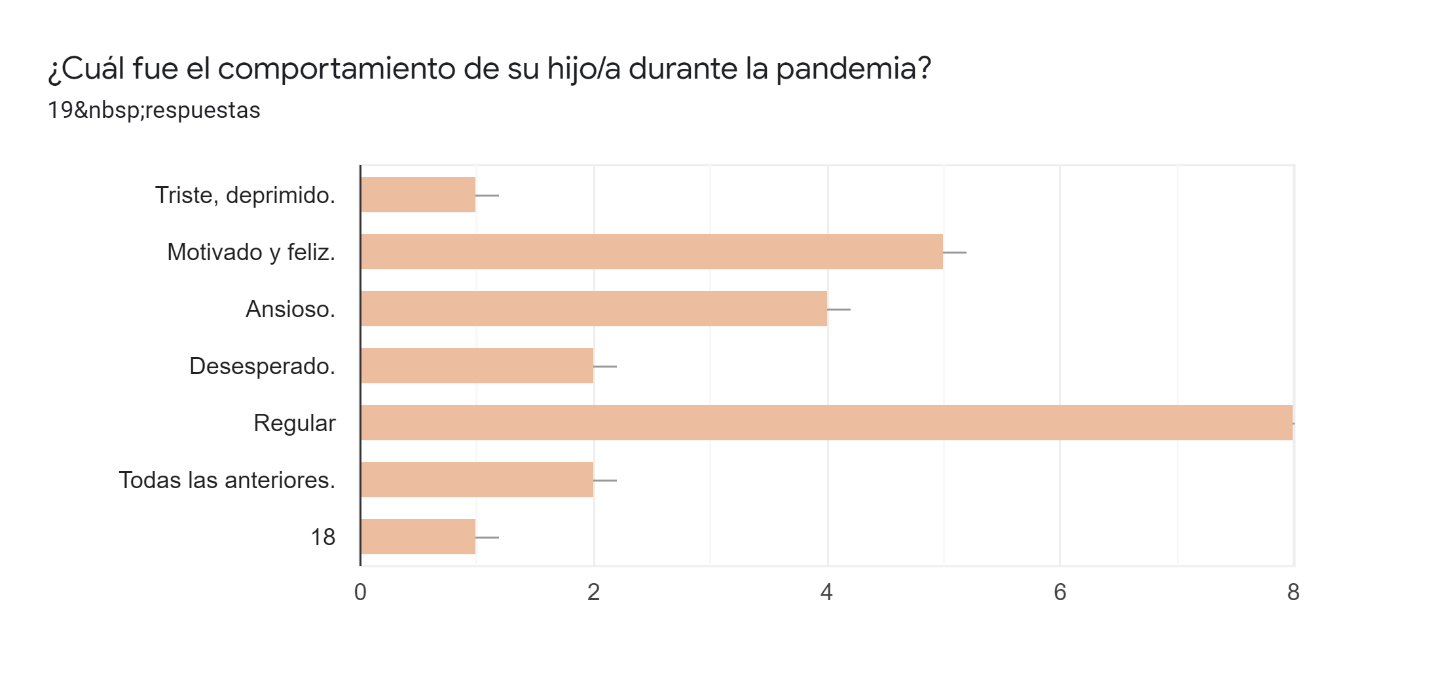 ¿Cuál fue el comportamiento de su hijo/a durante la pandemia?
19&nbsp;respuestas
Triste, deprimido.
Motivado y feliz.
Ansioso.
Desesperado.
Regular
Todas las anteriores.
18
0 2 4 6 8